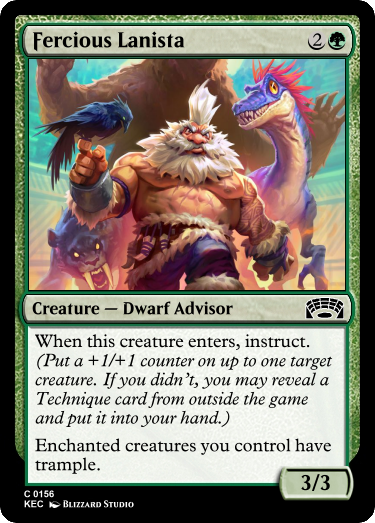 Fercious Lanista 2
Creature — Dwarf Advisor
When this creature enters, instruct.
(Put a +1/+1 counter on up to one target
creature. If you didn't, you may reveal a
Technique card from outside the game
and put it into your hand.)
Enchanted creatures you control have
trample.
3/3
C 0156
KEC Blizzard Studio